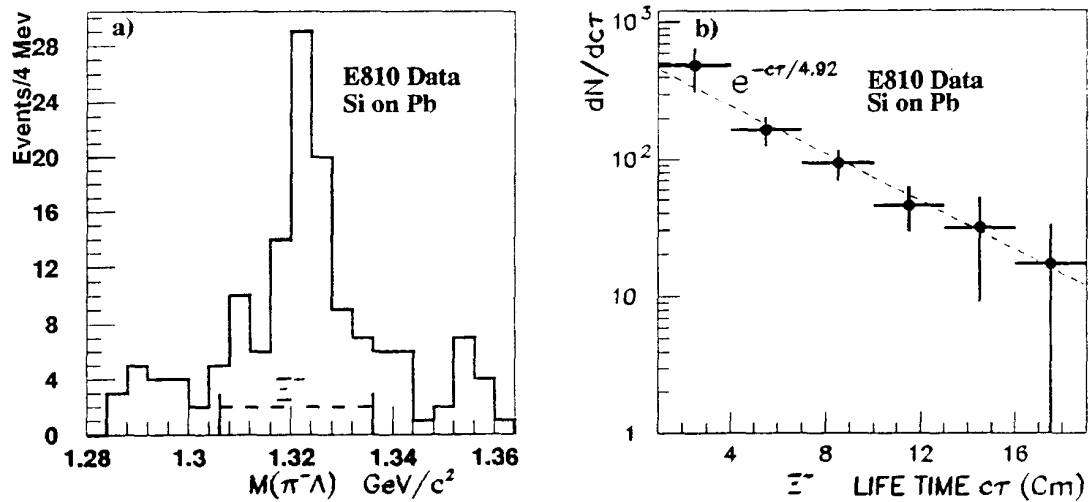 a)
E810 Data
Si on Pb
Events/4 Mev
28
24
20
16
12
8
4
0
Ξ⁻
1.28
1.3
1.32
1.34
1.36
M(π⁻Λ) GeV/c²
b)
e^{-cτ/4.92}
E810 Data
Si on Pb
dN/dcτ
10³
10²
10
1
4
8
12
16
Ξ⁻ LIFE TIME cτ (Cm)